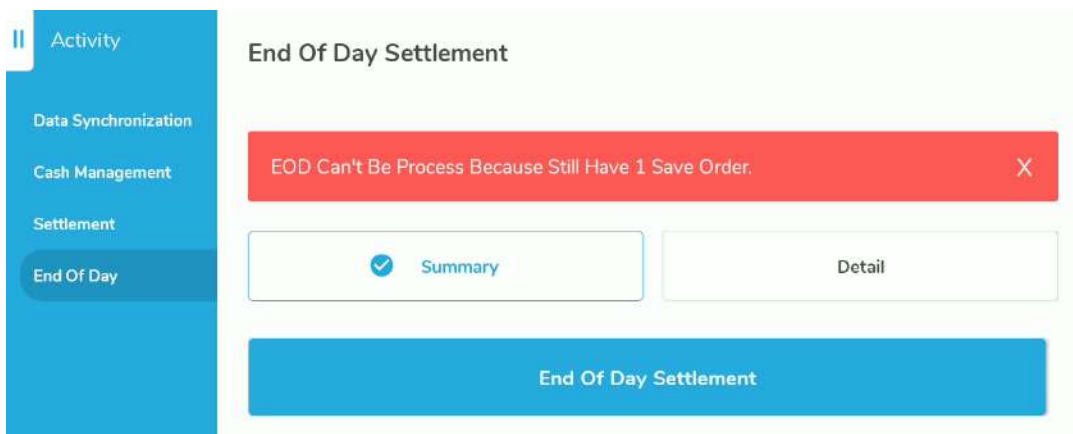 Activity
Data Synchronization
Cash Management
Settlement
End Of Day
End Of Day Settlement
EOD Can't Be Process Because Still Have 1 Save Order.
X
Summary
Detail
End Of Day Settlement